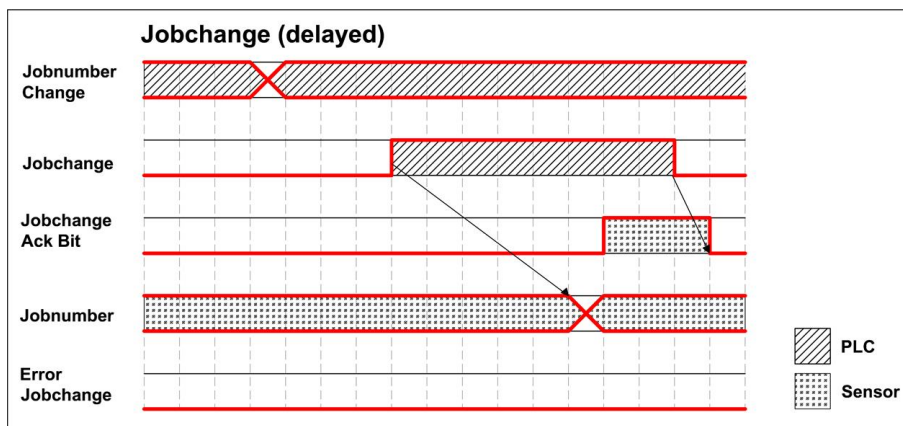 Jobchange (delayed)
Jobnumber
Change
Jobchange
Jobchange
Ack Bit
Jobnumber
Error
Jobchange
PLC
Sensor